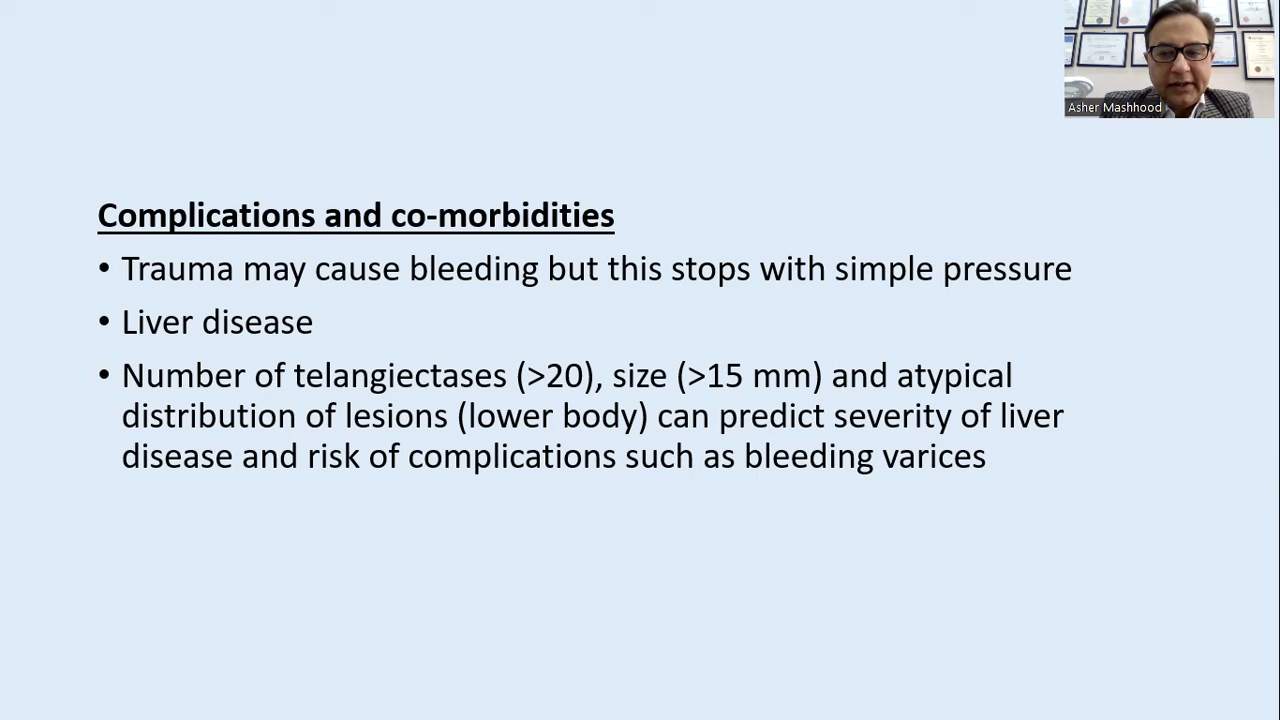 Asher Mashhood
Complications and co-morbidities
• Trauma may cause bleeding but this stops with simple pressure
• Liver disease
• Number of telangiectases (>20), size (>15 mm) and atypical
distribution of lesions (lower body) can predict severity of liver
disease and risk of complications such as bleeding varices